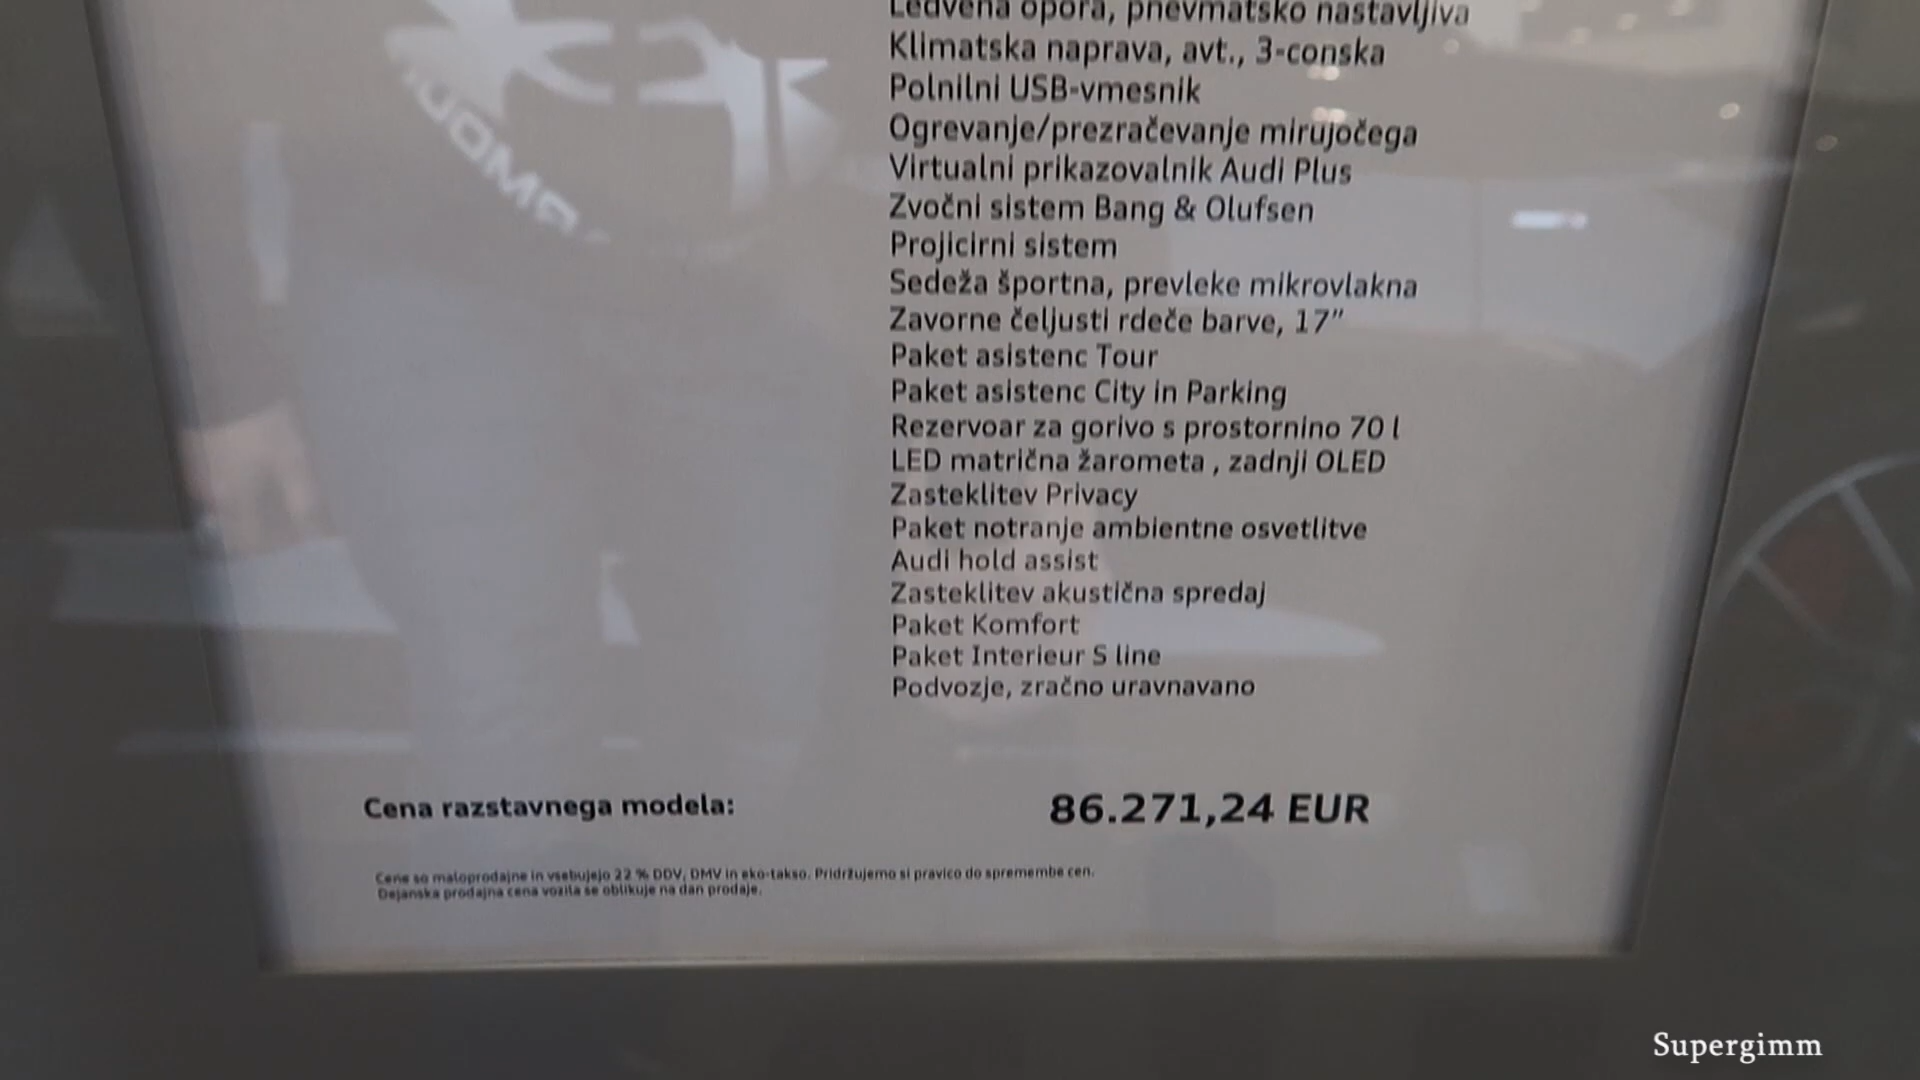 Ledvena opora, pnevmatsko nastavljiva
Klimatska naprava, avt., 3-conska
Polnilni USB-vmesnik
Ogrevanje/prezračevanje mirujočega
Virtualni prikazovalnik Audi Plus
Zvočni sistem Bang & Olufsen
Projicirni sistem
Sedeža športna, prevleke mikrovlakna
Zavorne čeljusti rdeče barve, 17”
Paket asistenc Tour
Paket asistenc City in Parking
Rezervoar za gorivo s prostornino 70 l
LED matrična žarometa , zadnji OLED
Zasteklitev Privacy
Paket notranje ambientne osvetlitve
Audi hold assist
Zasteklitev akustična spredaj
Paket Komfort
Paket Interieur S line
Podvozje, zračno uravnavano
Cena razstavnega modela: 86.271,24 EUR
Cene so maloprodajne in vsebujejo 22 % DDV, DMV in eko-takso. Pridržujemo si pravico do spremembe cen.
Dejanska prodajna cena vozila se oblikuje na dan prodaje.
Supergimm